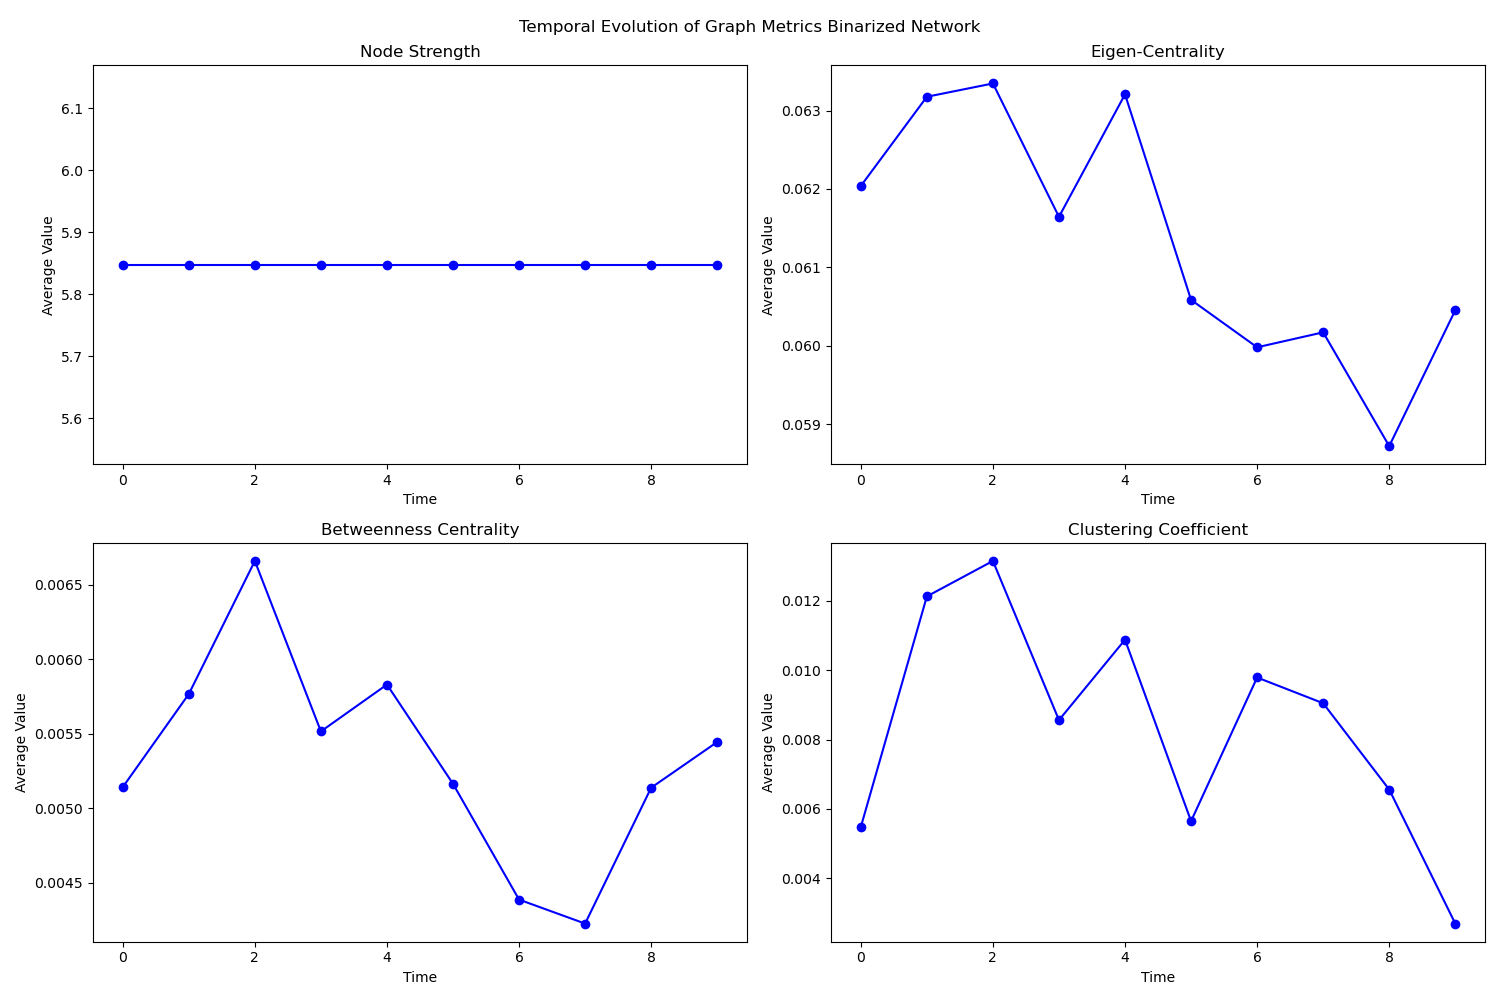 Temporal Evolution of Graph Metrics Binarized Network
Node Strength
Average Value
6.1
6.0
5.9
5.8
5.7
5.6
0 2 4 6 8
Time
Eigen-Centrality
Average Value
0.063
0.062
0.061
0.060
0.059
0 2 4 6 8
Time
Betweenness Centrality
Average Value
0.0065
0.0060
0.0055
0.0050
0.0045
0 2 4 6 8
Time
Clustering Coefficient
Average Value
0.012
0.010
0.008
0.006
0.004
0 2 4 6 8
Time